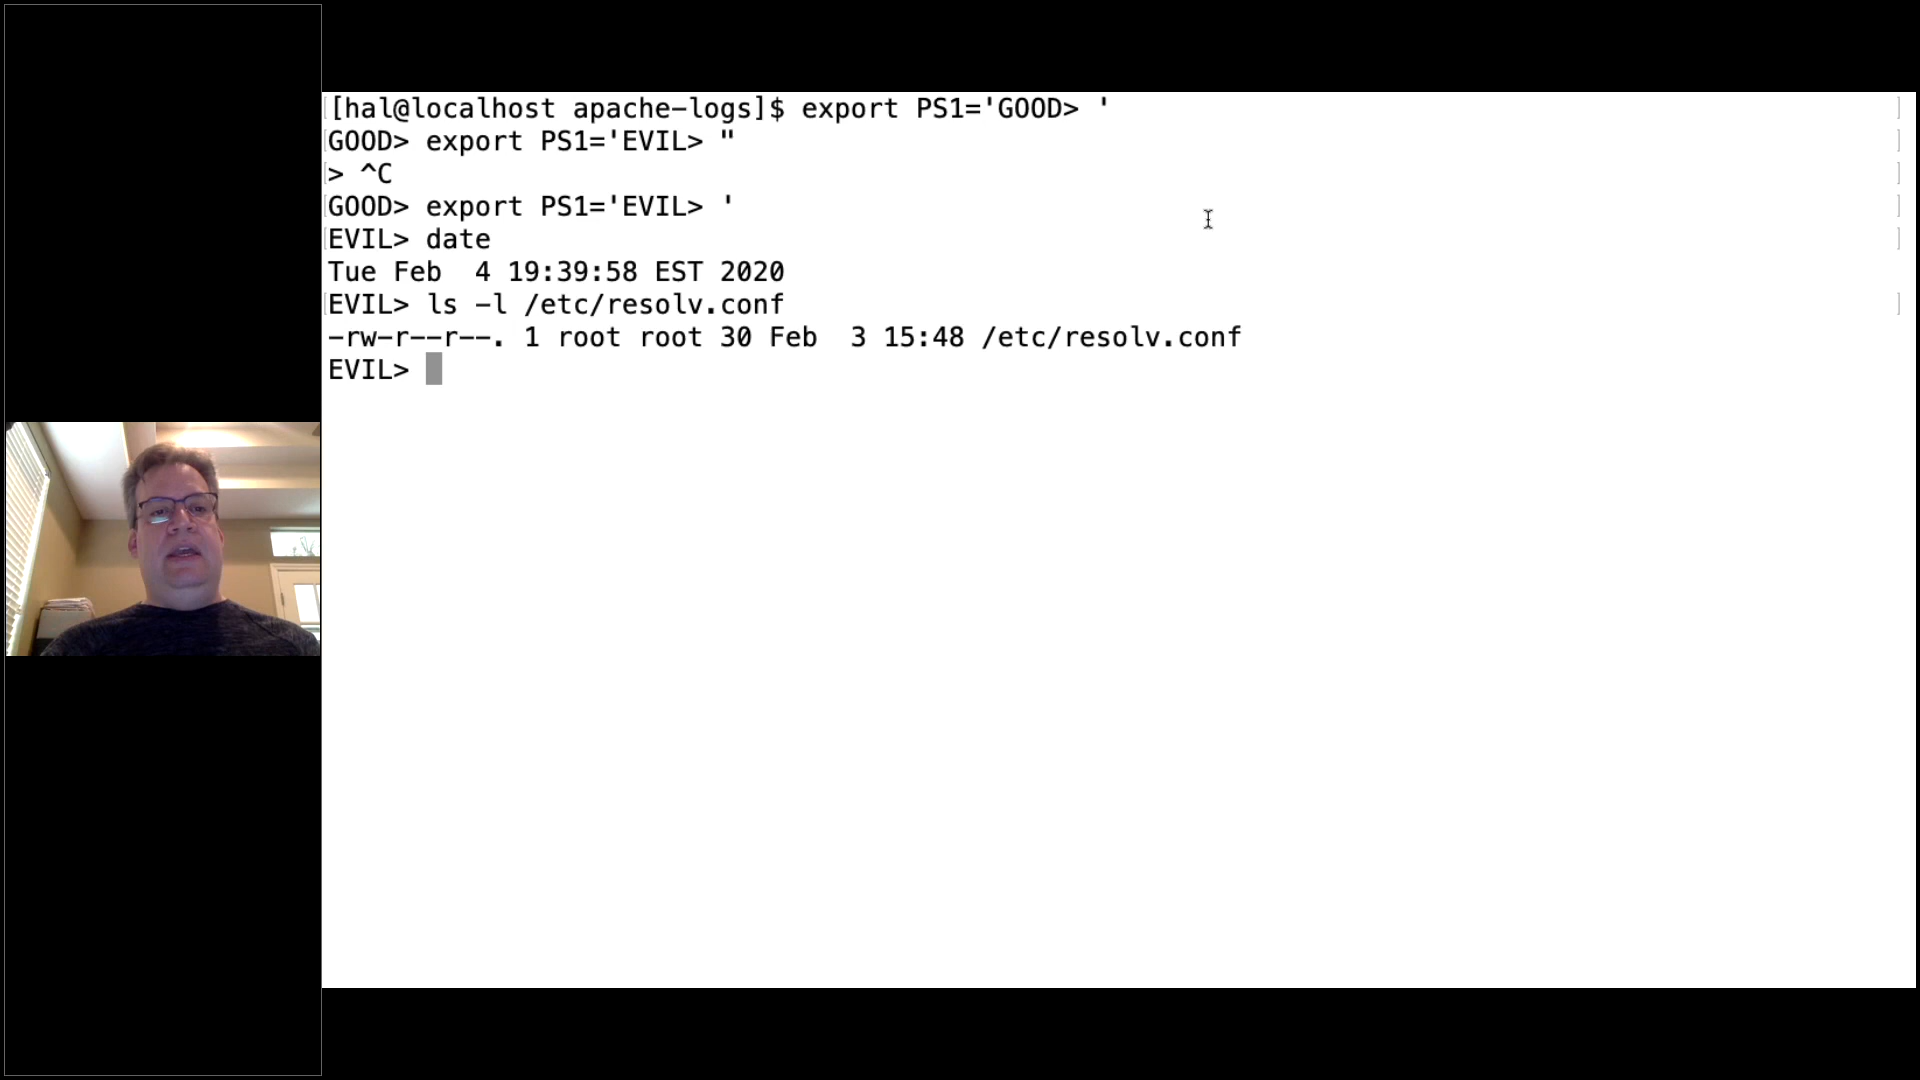 [hal@localhost apache-logs]$ export PS1='GOOD> '
GOOD> export PS1='EVIL> "
> ^C
GOOD> export PS1='EVIL> '
EVIL> date
Tue Feb  4 19:39:58 EST 2020
EVIL> ls -l /etc/resolv.conf
-rw-r--r--. 1 root root 30 Feb  3 15:48 /etc/resolv.conf
EVIL>